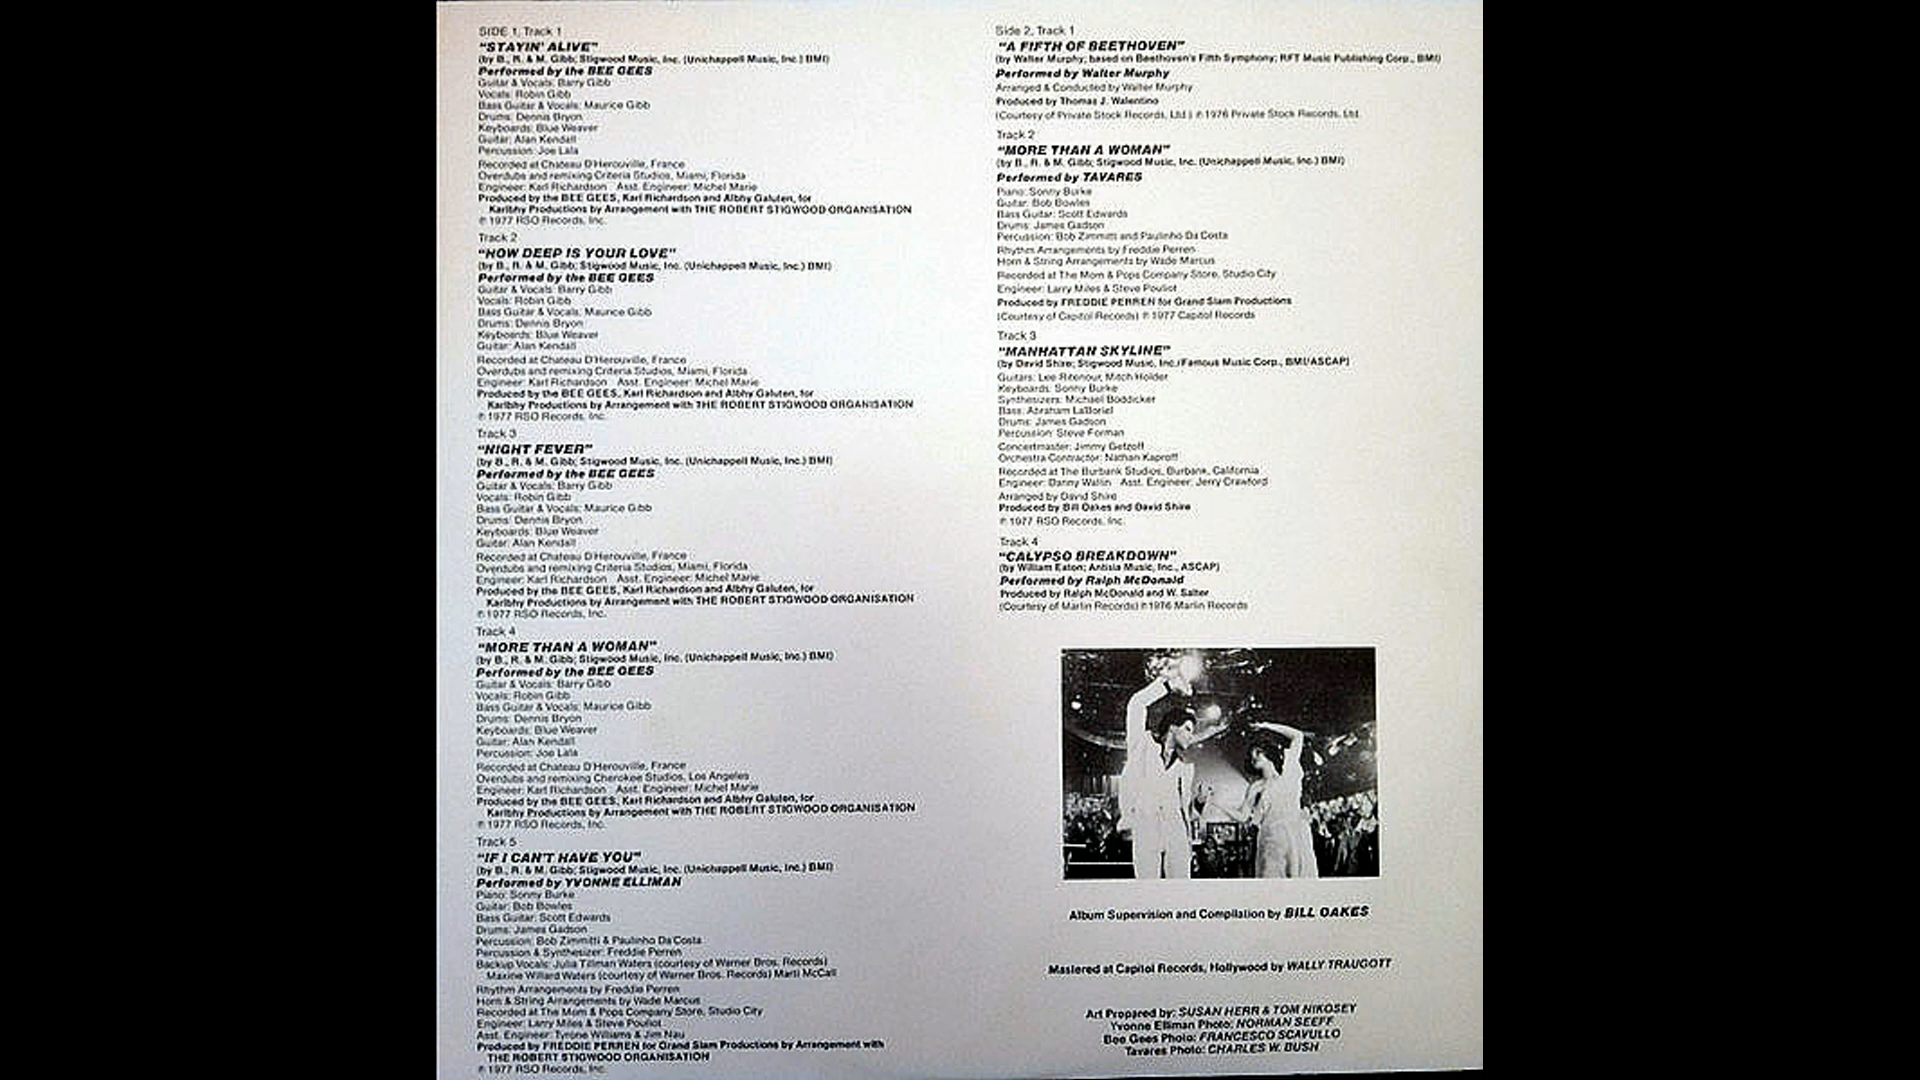 SIDE 1, Track 1
"STAYIN' ALIVE"
(by B., R. & M. Gibb; Stigwood Music, Inc. (Unichappell Music, Inc.) BMI)
Performed by the BEE GEES
Guitar & Vocals: Barry Gibb
Vocals: Robin Gibb
Bass Guitar & Vocals: Maurice Gibb
Drums: Dennis Bryon
Keyboards: Blue Weaver
Guitar: Alan Kendall
Percussion: Joe Lala
Recorded at Chateau D'Herouville, France
Overdubs and remixing Criteria Studios, Miami, Florida
Engineer: Karl Richardson Asst. Engineer: Michel Marie
Produced by the BEE GEES, Karl Richardson and Albhy Galuten, for
Karlbhy Productions by Arrangement with THE ROBERT STIGWOOD ORGANISATION
℗ 1977 RSO Records, Inc.
Track 2
"HOW DEEP IS YOUR LOVE"
(by B., R. & M. Gibb; Stigwood Music, Inc. (Unichappell Music, Inc.) BMI)
Performed by the BEE GEES
Guitar & Vocals: Barry Gibb
Vocals: Robin Gibb
Bass Guitar & Vocals: Maurice Gibb
Drums: Dennis Bryon
Keyboards: Blue Weaver
Guitar: Alan Kendall
Recorded at Chateau D'Herouville, France
Overdubs and remixing Criteria Studios, Miami, Florida
Engineer: Karl Richardson Asst. Engineer: Michel Marie
Produced by the BEE GEES, Karl Richardson and Albhy Galuten, for
Karlbhy Productions by Arrangement with THE ROBERT STIGWOOD ORGANISATION
℗ 1977 RSO Records, Inc.
Track 3
"NIGHT FEVER"
(by B., R. & M. Gibb; Stigwood Music, Inc. (Unichappell Music, Inc.) BMI)
Performed by the BEE GEES
Guitar & Vocals: Barry Gibb
Vocals: Robin Gibb
Bass Guitar & Vocals: Maurice Gibb
Drums: Dennis Bryon
Keyboards: Blue Weaver
Guitar: Alan Kendall
Recorded at Chateau D'Herouville, France
Overdubs and remixing Criteria Studios, Miami, Florida
Engineer: Karl Richardson Asst. Engineer: Michel Marie
Produced by the BEE GEES, Karl Richardson and Albhy Galuten, for
Karlbhy Productions by Arrangement with THE ROBERT STIGWOOD ORGANISATION
℗ 1977 RSO Records, Inc.
Track 4
"MORE THAN A WOMAN"
(by B., R. & M. Gibb; Stigwood Music, Inc. (Unichappell Music, Inc.) BMI)
Performed by the BEE GEES
Guitar & Vocals: Barry Gibb
Vocals: Robin Gibb
Bass Guitar & Vocals: Maurice Gibb
Drums: Dennis Bryon
Keyboards: Blue Weaver
Guitar: Alan Kendall
Percussion: Joe Lala
Recorded at Chateau D'Herouville, France
Overdubs and remixing Cherokee Studios, Los Angeles
Engineer: Karl Richardson Asst. Engineer: Michel Marie
Produced by the BEE GEES, Karl Richardson and Albhy Galuten, for
Karlbhy Productions by Arrangement with THE ROBERT STIGWOOD ORGANISATION
℗ 1977 RSO Records, Inc.
Track 5
"IF I CAN'T HAVE YOU"
(by B., R. & M. Gibb; Stigwood Music, Inc. (Unichappell Music, Inc.) BMI)
Performed by YVONNE ELLIMAN
Piano: Sonny Burke
Guitar: Bob Bowles
Bass Guitar: Scott Edwards
Drums: James Gadson
Percussion: Bob Zimmitti & Paulinho Da Costa
Percussion & Synthesizer: Freddie Perren
Backup Vocals: Julia Tillman Waters (courtesy of Warner Bros. Records)
Maxine Willard Waters (courtesy of Warner Bros. Records) Marti McCall
Rhythm Arrangements by Freddie Perren
Horn & String Arrangements by Wade Marcus
Recorded at The Mom & Pops Company Store, Studio City
Engineer: Larry Miles & Steve Pouliot
Asst. Engineer: Tyrone Williams & Jim Nau
Produced by FREDDIE PERREN for Grand Slam Productions by Arrangement with
THE ROBERT STIGWOOD ORGANISATION
℗ 1977 RSO Records, Inc.
Side 2, Track 1
"A FIFTH OF BEETHOVEN"
(by Walter Murphy; based on Beethoven's Fifth Symphony; RFT Music Publishing Corp., BMI)
Performed by Walter Murphy
Arranged & Conducted by Walter Murphy
Produced by Thomas J. Valentino
(Courtesy of Private Stock Records, Ltd.) ℗ 1976 Private Stock Records, Ltd.
Track 2
"MORE THAN A WOMAN"
(by B., R. & M. Gibb; Stigwood Music, Inc. (Unichappell Music, Inc.) BMI)
Performed by TAVARES
Piano: Sonny Burke
Guitar: Bob Bowles
Bass Guitar: Scott Edwards
Drums: James Gadson
Percussion: Bob Zimmitti and Paulinho Da Costa
Rhythm Arrangements by Freddie Perren
Horn & String Arrangements by Wade Marcus
Recorded at The Mom & Pops Company Store, Studio City
Engineer: Larry Miles & Steve Pouliot
Produced by FREDDIE PERREN for Grand Slam Productions
(Courtesy of Capitol Records) ℗ 1977 Capitol Records
Track 3
"MANHATTAN SKYLINE"
(by David Shire; Stigwood Music, Inc./Famous Music Corp., BMI/ASCAP)
Guitars: Lee Ritenour, Mitch Holder
Keyboards: Sonny Burke
Synthesizers: Michael Boddicker
Bass: Abraham LaBoriel
Drums: James Gadson
Percussion: Steve Forman
Concertmaster: Jimmy Getzoff
Orchestra Contractor: Nathan Kaproff
Recorded at The Burbank Studios, Burbank, California
Engineer: Danny Wallin Asst. Engineer: Jerry Crawford
Arranged by David Shire
Produced by Bill Oakes and David Shire
℗ 1977 RSO Records, Inc.
Track 4
"CALYPSO BREAKDOWN"
(by William Eaton; Antisia Music, Inc., ASCAP)
Performed by Ralph McDonald
Produced by Ralph McDonald and W. Salter
(Courtesy of Marlin Records) ℗ 1976 Marlin Records
Album Supervision and Compilation by BILL OAKES
Mastered at Capitol Records, Hollywood by WALLY TRAUGOTT
Art Prepared by: SUSAN HERR & TOM NIKOSEY
Yvonne Elliman Photo: NORMAN SEEFF
Bee Gees Photo: FRANCESCO SCAVULLO
Tavares Photo: CHARLES W. BUSH